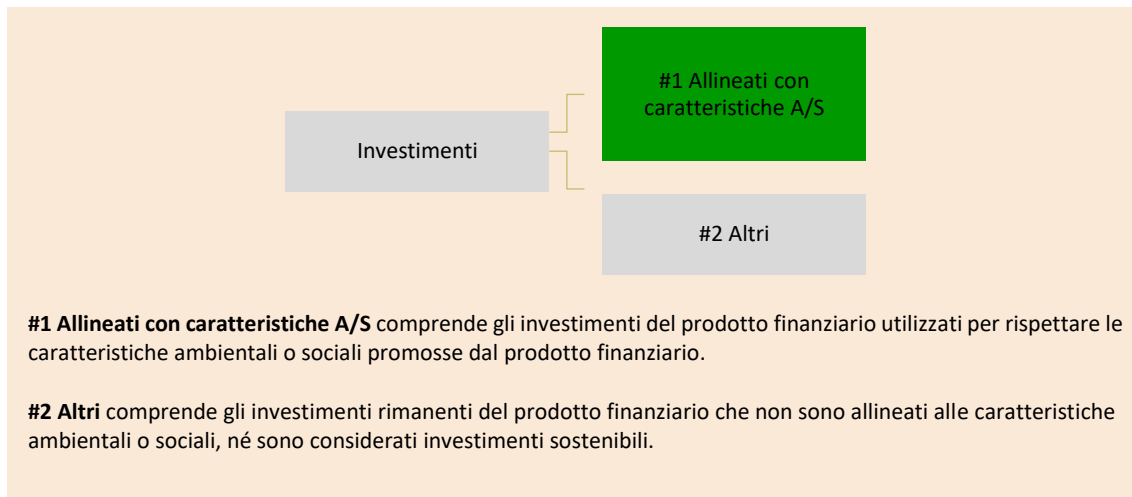 #1 Allineati con
caratteristiche A/S
Investimenti
#2 Altri
#1 Allineati con caratteristiche A/S comprende gli investimenti del prodotto finanziario utilizzati per rispettare le
caratteristiche ambientali o sociali promosse dal prodotto finanziario.
#2 Altri comprende gli investimenti rimanenti del prodotto finanziario che non sono allineati alle caratteristiche
ambientali o sociali, né sono considerati investimenti sostenibili.